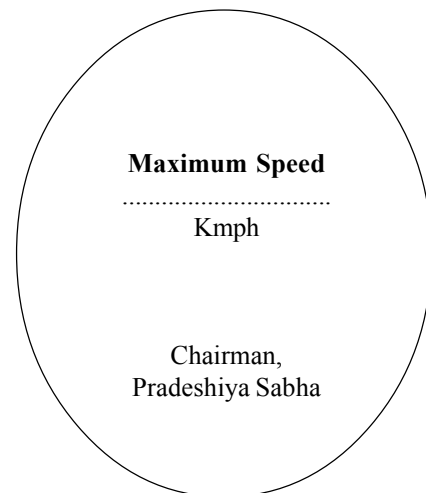 Maximum Speed
................................
Kmph
Chairman,
Pradeshiya Sabha